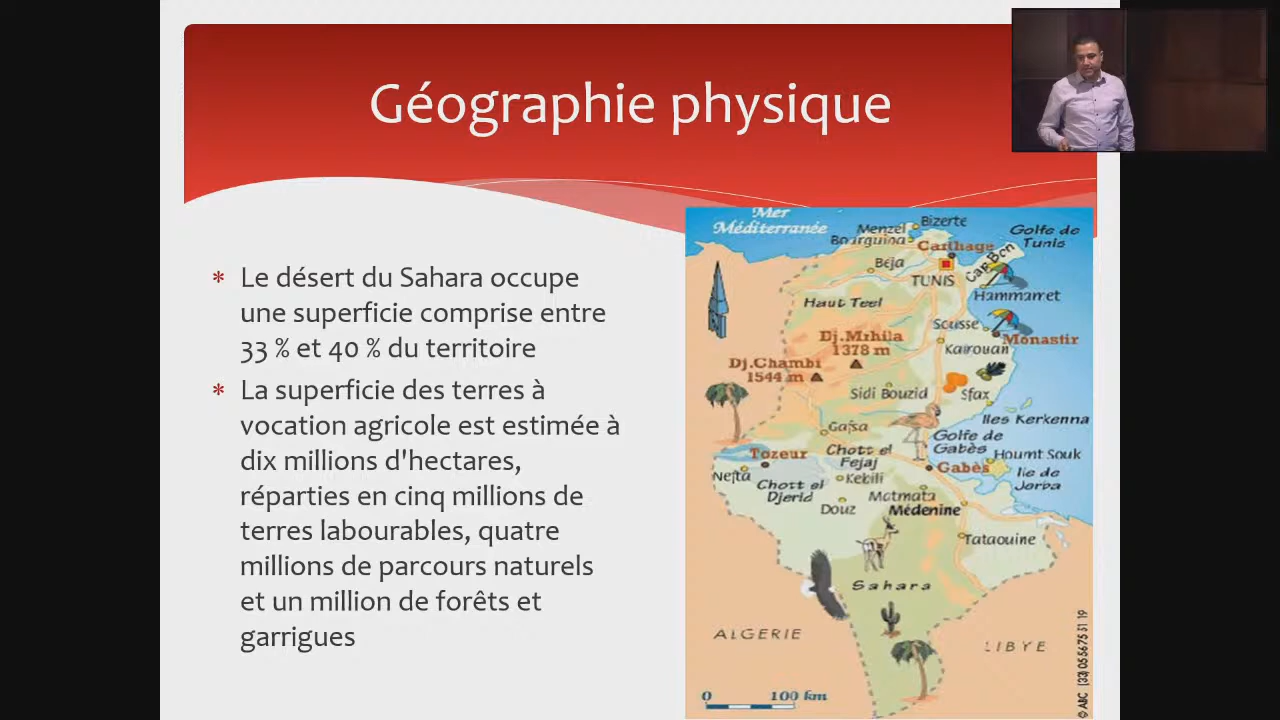 Géographie physique
* Le désert du Sahara occupe
une superficie comprise entre
33 % et 40 % du territoire
* La superficie des terres à
vocation agricole est estimée à
dix millions d'hectares,
réparties en cinq millions de
terres labourables, quatre
millions de parcours naturels
et un million de forêts et
garrigues
Mer
Méditerranée
Bizerte
Menzel
Bourguiba
Golfe de
Tunis
Carthage
Cap Bon
Béja
TUNIS
Hammamet
Haut Teel
Sousse
Dj.Mrhila
1378 m
Monastir
Kairouan
Dj.Chambi
1544 m
Sidi Bouzid
Sfax
Iles Kerkenna
Gafsa
Golfe de
Gabès
Tozeur
Chott el
Fejaj
Houmt Souk
Gabès
Ile de
Jerba
Nefta
Kebili
Chott el
Djerid
Matmata
Douz
Médenine
Tataouine
Sahara
ALGERIE
LIBYE
0 100 km